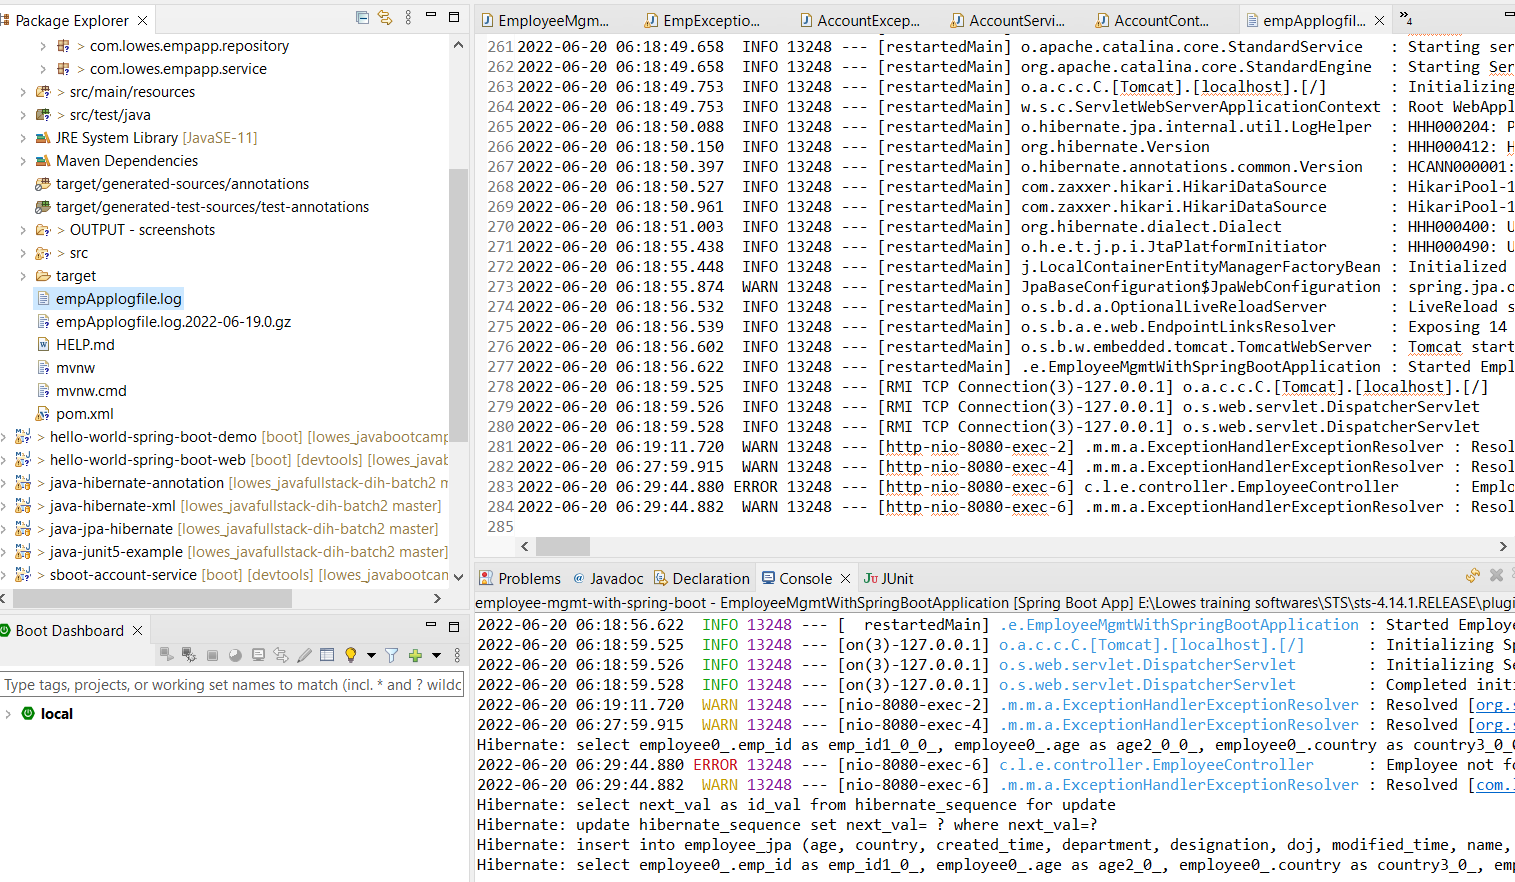 Package Explorer
> com.lowes.empapp.repository
> com.lowes.empapp.service
> src/main/resources
> src/test/java
JRE System Library [JavaSE-11]
Maven Dependencies
target/generated-sources/annotations
target/generated-test-sources/test-annotations
> OUTPUT - screenshots
> src
target
empApplogfile.log
empApplogfile.log.2022-06-19.0.gz
HELP.md
mvnw
mvnw.cmd
pom.xml
> hello-world-spring-boot-demo [boot] [lowes_javabootcamp
> hello-world-spring-boot-web [boot] [devtools] [lowes_javab
> java-hibernate-annotation [lowes_javafullstack-dih-batch2 m
> java-hibernate-xml [lowes_javafullstack-dih-batch2 master]
> java-jpa-hibernate [lowes_javafullstack-dih-batch2 master]
> java-junit5-example [lowes_javafullstack-dih-batch2 master]
> sboot-account-service [boot] [devtools] [lowes_javabootcam
Boot Dashboard
Type tags, projects, or working set names to match (incl. * and ? wildc
local
EmployeeMgm... EmpExceptio... AccountExcep... AccountServi... AccountCont... empApplogfil... »4
261 2022-06-20 06:18:49.658 INFO 13248 --- [restartedMain] o.apache.catalina.core.StandardService : Starting ser
262 2022-06-20 06:18:49.658 INFO 13248 --- [restartedMain] org.apache.catalina.core.StandardEngine : Starting Ser
263 2022-06-20 06:18:49.753 INFO 13248 --- [restartedMain] o.a.c.c.C.[Tomcat].[localhost].[/] : Initializing
264 2022-06-20 06:18:49.753 INFO 13248 --- [restartedMain] w.s.c.ServletWebServerApplicationContext : Root WebAppl
265 2022-06-20 06:18:50.088 INFO 13248 --- [restartedMain] o.hibernate.jpa.internal.util.LogHelper : HHH000204: P
266 2022-06-20 06:18:50.150 INFO 13248 --- [restartedMain] org.hibernate.Version : HHH000412: H
267 2022-06-20 06:18:50.397 INFO 13248 --- [restartedMain] o.hibernate.annotations.common.Version : HCANN000001:
268 2022-06-20 06:18:50.527 INFO 13248 --- [restartedMain] com.zaxxer.hikari.HikariDataSource : HikariPool-1
269 2022-06-20 06:18:50.961 INFO 13248 --- [restartedMain] com.zaxxer.hikari.HikariDataSource : HikariPool-1
270 2022-06-20 06:18:51.003 INFO 13248 --- [restartedMain] org.hibernate.dialect.Dialect : HHH000400: U
271 2022-06-20 06:18:55.438 INFO 13248 --- [restartedMain] o.h.e.t.j.p.i.JtaPlatformInitiator : HHH000490: U
272 2022-06-20 06:18:55.448 INFO 13248 --- [restartedMain] j.LocalContainerEntityManagerFactoryBean : Initialized
273 2022-06-20 06:18:55.874 WARN 13248 --- [restartedMain] JpaBaseConfiguration$JpaWebConfiguration : spring.jpa.o
274 2022-06-20 06:18:56.532 INFO 13248 --- [restartedMain] o.s.b.d.a.OptionalLiveReloadServer : LiveReload s
275 2022-06-20 06:18:56.539 INFO 13248 --- [restartedMain] o.s.b.a.e.web.EndpointLinksResolver : Exposing 14
276 2022-06-20 06:18:56.602 INFO 13248 --- [restartedMain] o.s.b.w.embedded.tomcat.TomcatWebServer : Tomcat start
277 2022-06-20 06:18:56.622 INFO 13248 --- [restartedMain] .e.EmployeeMgmtWithSpringBootApplication : Started Empl
278 2022-06-20 06:18:59.525 INFO 13248 --- [RMI TCP Connection(3)-127.0.0.1] o.a.c.c.C.[Tomcat].[localhost].[/]
279 2022-06-20 06:18:59.526 INFO 13248 --- [RMI TCP Connection(3)-127.0.0.1] o.s.web.servlet.DispatcherServlet
280 2022-06-20 06:18:59.528 INFO 13248 --- [RMI TCP Connection(3)-127.0.0.1] o.s.web.servlet.DispatcherServlet
281 2022-06-20 06:19:11.720 WARN 13248 --- [http-nio-8080-exec-2] .m.m.a.ExceptionHandlerExceptionResolver : Resol
282 2022-06-20 06:27:59.915 WARN 13248 --- [http-nio-8080-exec-4] .m.m.a.ExceptionHandlerExceptionResolver : Resol
283 2022-06-20 06:29:44.880 ERROR 13248 --- [http-nio-8080-exec-6] c.l.e.controller.EmployeeController : Emplo
284 2022-06-20 06:29:44.882 WARN 13248 --- [http-nio-8080-exec-6] .m.m.a.ExceptionHandlerExceptionResolver : Resol
285
Problems @ Javadoc Declaration Console JUnit
employee-mgmt-with-spring-boot - EmployeeMgmtWithSpringBootApplication [Spring Boot App] E:\Lowes training softwares\STS\sts-4.14.1.RELEASE\plugi
2022-06-20 06:18:56.622 INFO 13248 --- [ restartedMain] .e.EmployeeMgmtWithSpringBootApplication : Started Employe
2022-06-20 06:18:59.525 INFO 13248 --- [on(3)-127.0.0.1] o.a.c.c.C.[Tomcat].[localhost].[/] : Initializing Sp
2022-06-20 06:18:59.526 INFO 13248 --- [on(3)-127.0.0.1] o.s.web.servlet.DispatcherServlet : Initializing Se
2022-06-20 06:18:59.528 INFO 13248 --- [on(3)-127.0.0.1] o.s.web.servlet.DispatcherServlet : Completed initi
2022-06-20 06:19:11.720 WARN 13248 --- [nio-8080-exec-2] .m.m.a.ExceptionHandlerExceptionResolver : Resolved [org.s
2022-06-20 06:27:59.915 WARN 13248 --- [nio-8080-exec-4] .m.m.a.ExceptionHandlerExceptionResolver : Resolved [org.s
Hibernate: select employee0_.emp_id as emp_id1_0_0_, employee0_.age as age2_0_0_, employee0_.country as country3_0_0
2022-06-20 06:29:44.880 ERROR 13248 --- [nio-8080-exec-6] c.l.e.controller.EmployeeController : Employee not fo
2022-06-20 06:29:44.882 WARN 13248 --- [nio-8080-exec-6] .m.m.a.ExceptionHandlerExceptionResolver : Resolved [com.l
Hibernate: select next_val as id_val from hibernate_sequence for update
Hibernate: update hibernate_sequence set next_val= ? where next_val=?
Hibernate: insert into employee_jpa (age, country, created_time, department, designation, doj, modified_time, name,
Hibernate: select employee0_.emp_id as emp_id1_0_, employee0_.age as age2_0_, employee0_.country as country3_0_, emp